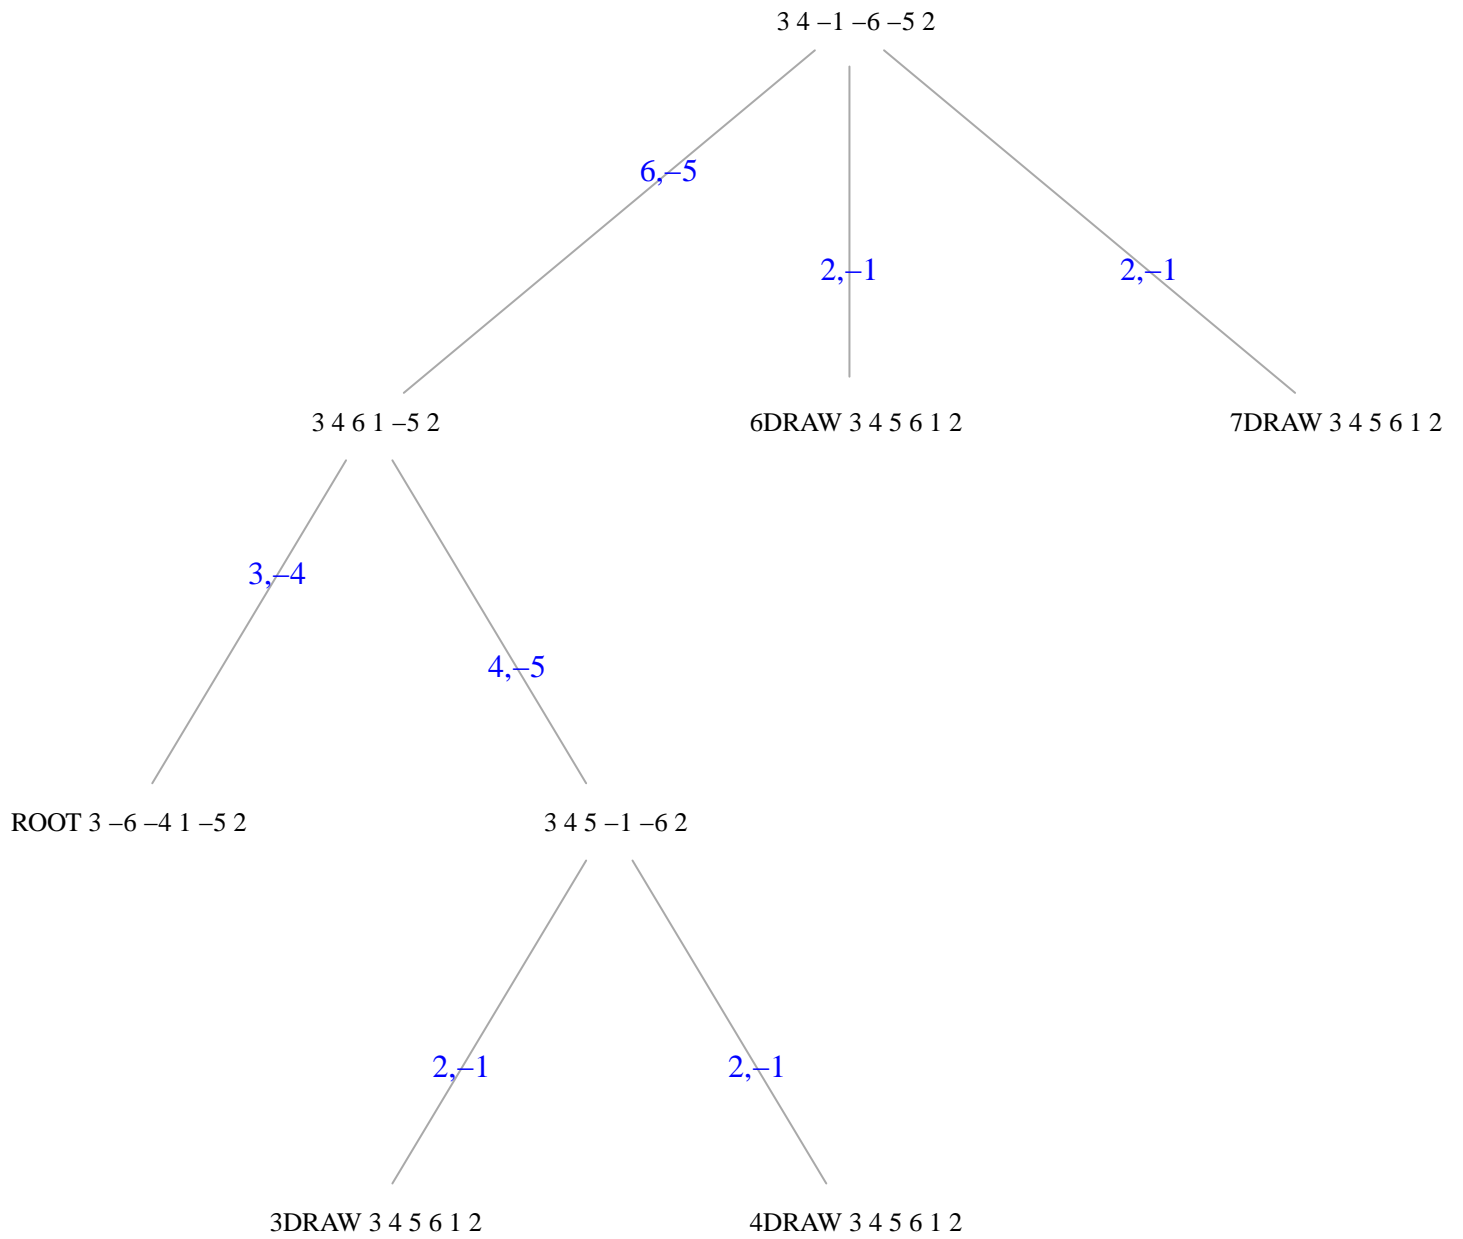 3 4 –1 –6 –5 2
6,–5
2,–1
2,–1
3 4 6 1 –5 2
6DRAW 3 4 5 6 1 2
7DRAW 3 4 5 6 1 2
3,–4
4,–5
ROOT 3 –6 –4 1 –5 2
3 4 5 –1 –6 2
2,–1
2,–1
3DRAW 3 4 5 6 1 2
4DRAW 3 4 5 6 1 2